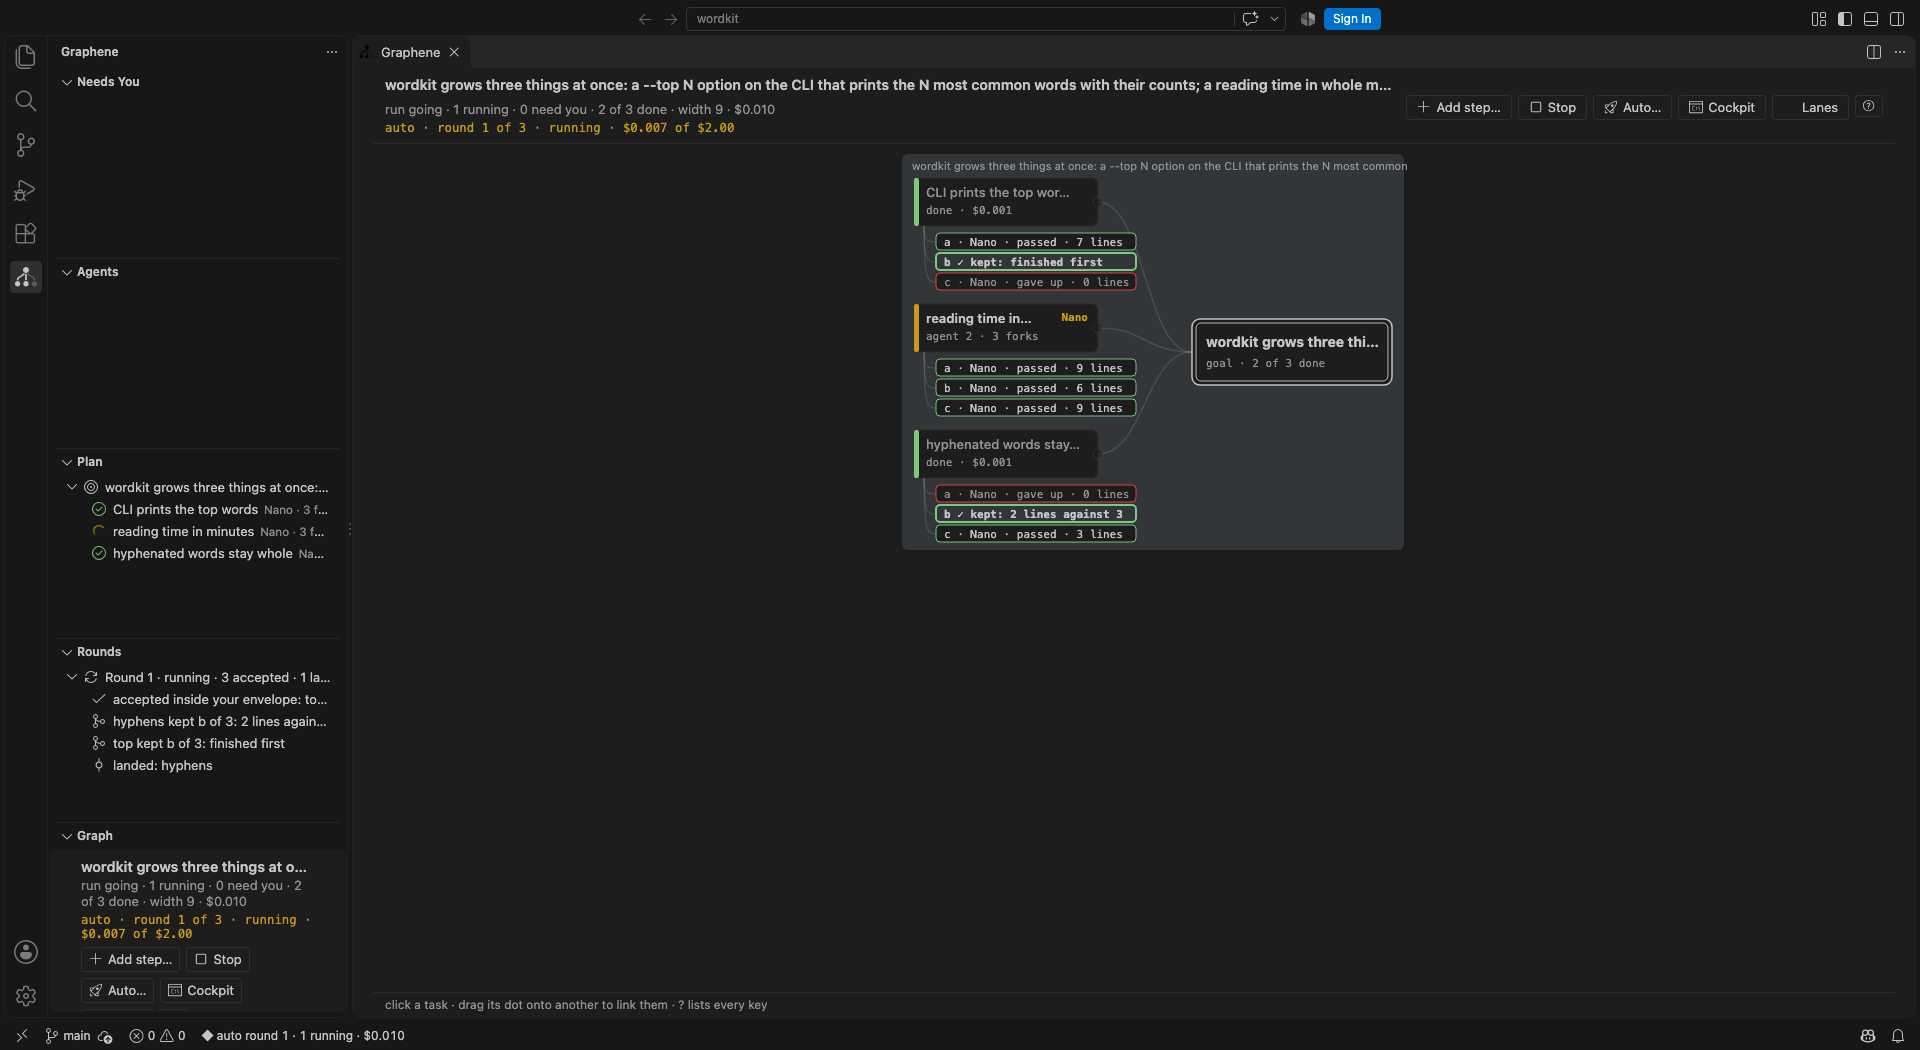 wordkit
Sign In
Graphene
Needs You
Agents
Plan
wordkit grows three things at once:...
CLI prints the top words Nano · 3 f...
reading time in minutes Nano · 3 f...
hyphenated words stay whole Na...
Rounds
Round 1 · running · 3 accepted · 1 la...
accepted inside your envelope: to...
hyphens kept b of 3: 2 lines again...
top kept b of 3: finished first
landed: hyphens
Graph
wordkit grows three things at o...
run going · 1 running · 0 need you · 2
of 3 done · width 9 · $0.010
auto · round 1 of 3 · running ·
$0.007 of $2.00
Add step...
Stop
Auto...
Cockpit
Graphene
wordkit grows three things at once: a --top N option on the CLI that prints the N most common words with their counts; a reading time in whole m...
run going · 1 running · 0 need you · 2 of 3 done · width 9 · $0.010
auto · round 1 of 3 · running · $0.007 of $2.00
Add step...
Stop
Auto...
Cockpit
Lanes
wordkit grows three things at once: a --top N option on the CLI that prints the N most common
CLI prints the top wor...
done · $0.001
a · Nano · passed · 7 lines
b ✓ kept: finished first
c · Nano · gave up · 0 lines
reading time in... Nano
agent 2 · 3 forks
a · Nano · passed · 9 lines
b · Nano · passed · 6 lines
c · Nano · passed · 9 lines
hyphenated words stay...
done · $0.001
a · Nano · gave up · 0 lines
b ✓ kept: 2 lines against 3
c · Nano · passed · 3 lines
wordkit grows three thi...
goal · 2 of 3 done
click a task · drag its dot onto another to link them · ? lists every key
main
0
0
auto round 1 · 1 running · $0.010